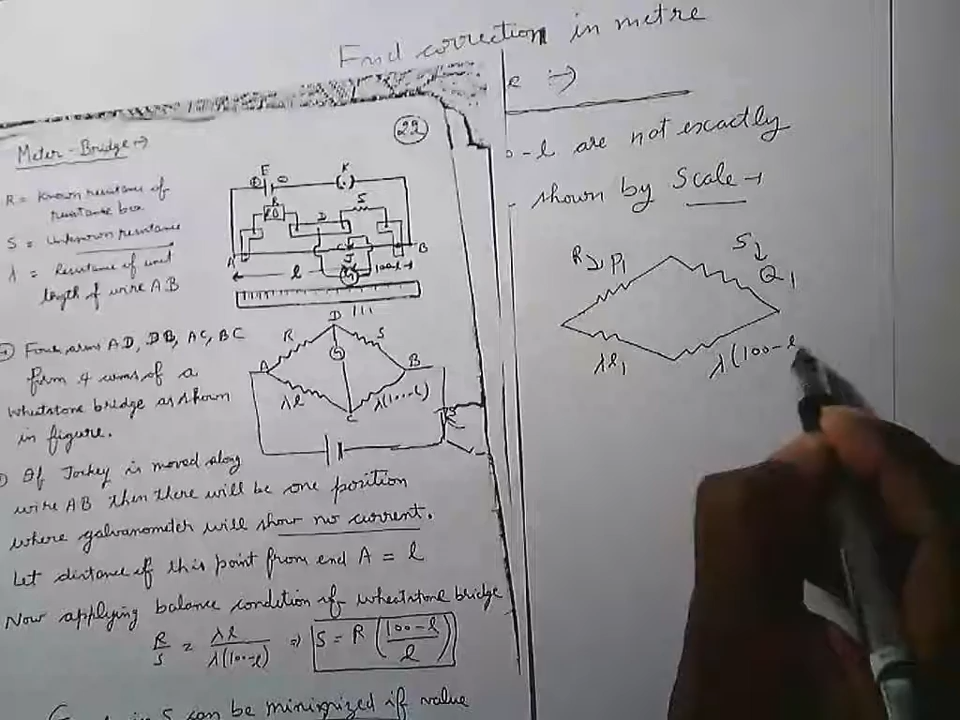 End correction in metre
e :→
22
Meter-Bridge→
R = Known resistance of
resistance box
S = Unknown resistance
λ = Resistance of unit
length of wire AB
E
K
R
S
D
A
B
C
J
G
l
100-l
D
R
S
G
A
B
λl
λ(100-l)
C
Four arms AD, DB, AC, BC
form 4 arms of a
wheatstone bridge as shown
in figure.
If Jockey is moved along
wire AB then there will be one position
where galvanometer will show no current.
Let distance of this point from end A = l
Now applying balance condition of wheatstone bridge
R/S = λl/λ(100-l) ⇒ S = R (100-l/l)
in S can be minimized if value
-l are not exactly
shown by Scale →
R P1
S
Q1
λl1
λ(100-l